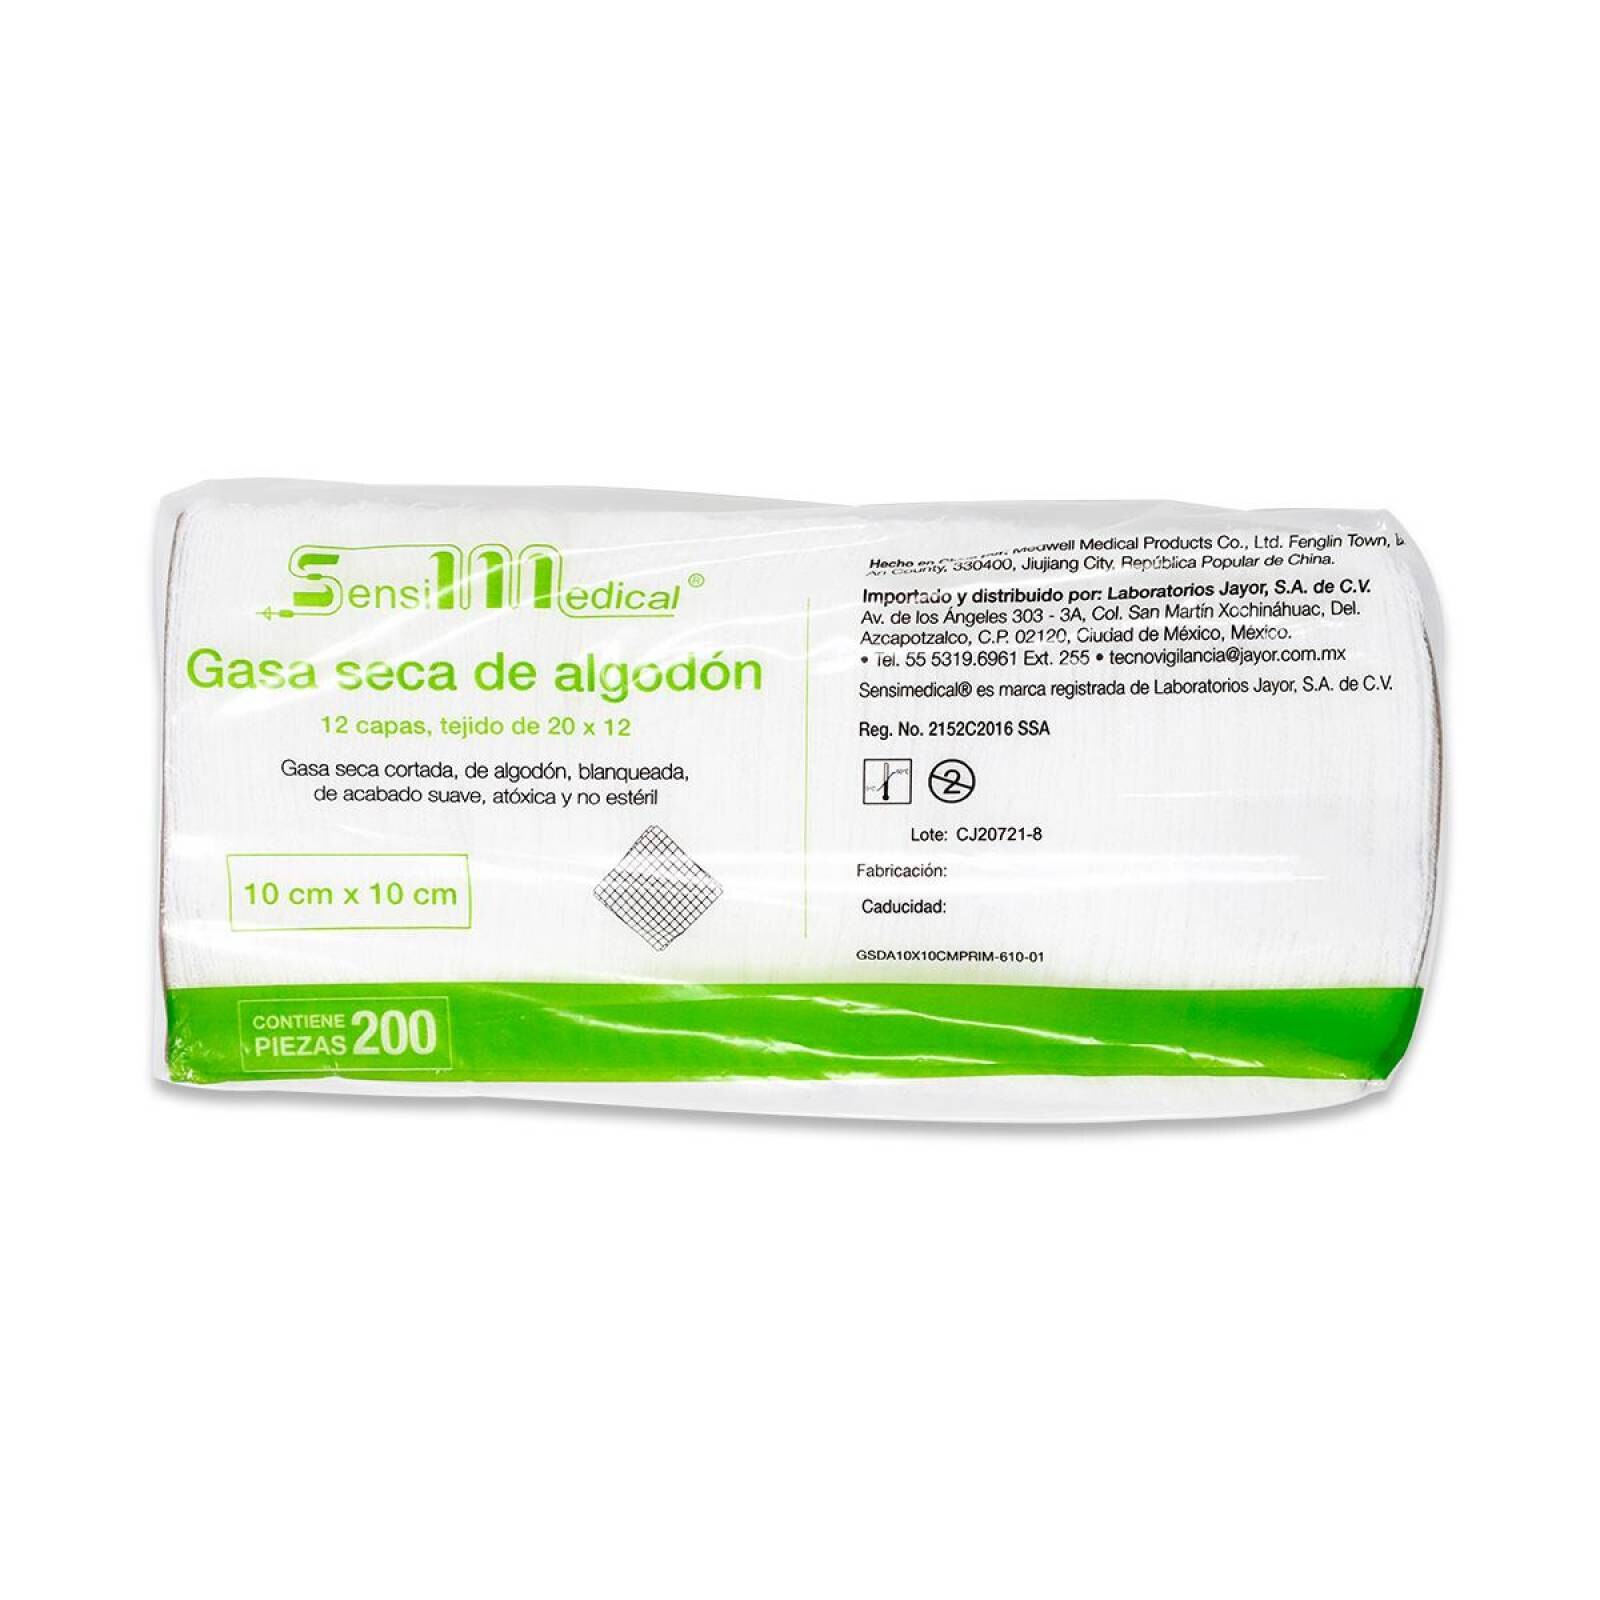 SensiMedical®
Gasa seca de algodón
12 capas, tejido de 20 x 12
Gasa seca cortada, de algodón, blanqueada,
de acabado suave, atóxica y no estéril
10 cm x 10 cm
CONTIENE
PIEZAS 200
Hecho en por: Medwell Medical Products Co., Ltd. Fenglin Town,
An County, 330400, Jiujiang City, República Popular de China.
Importado y distribuido por: Laboratorios Jayor, S.A. de C.V.
Av. de los Ángeles 303 - 3A, Col. San Martín Xochináhuac, Del.
Azcapotzalco, C.P. 02120, Ciudad de México, México.
• Tel. 55 5319.6961 Ext. 255 • tecnovigilancia@jayor.com.mx
Sensimedical® es marca registrada de Laboratorios Jayor, S.A. de C.V.
Reg. No. 2152C2016 SSA
2
Lote: CJ20721-8
Fabricación:
Caducidad:
GSDA10X10CMPRIM-610-01